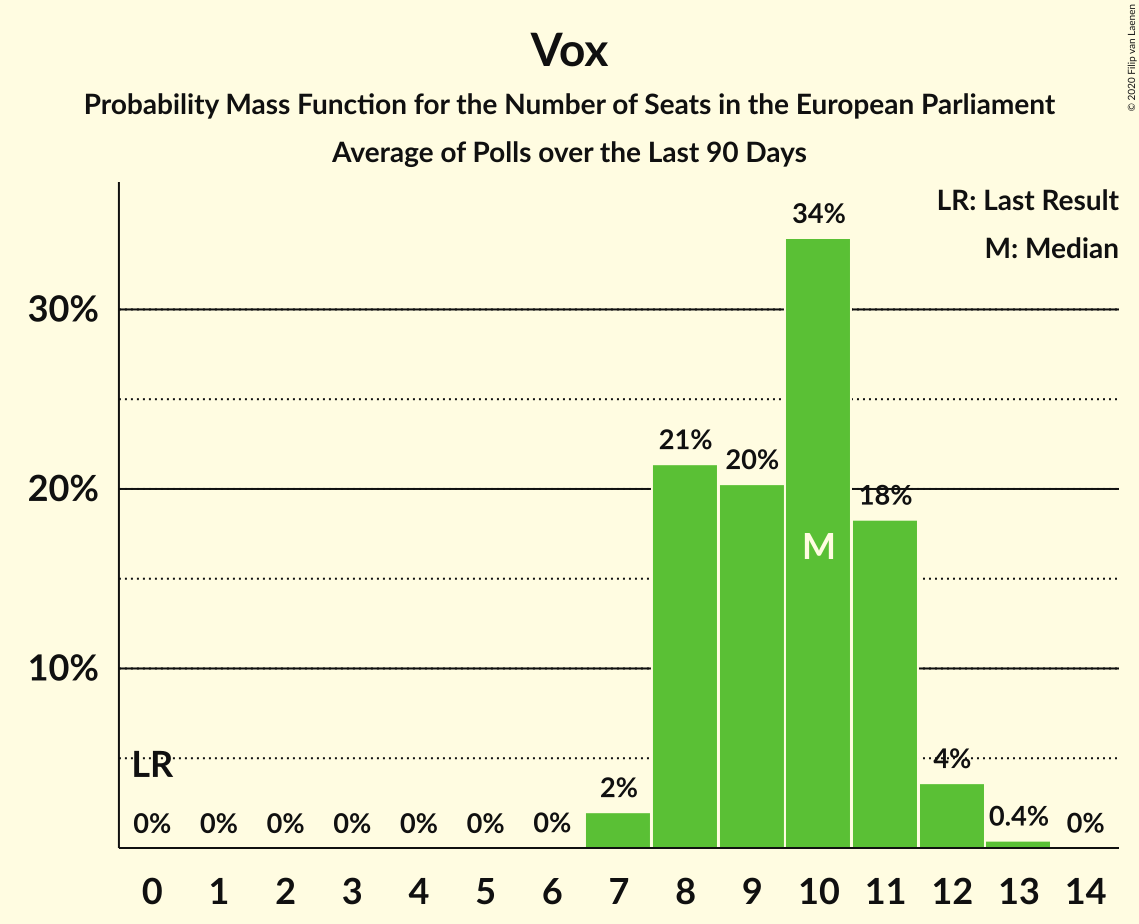 Vox
Probability Mass Function for the Number of Seats in the European Parliament
Average of Polls over the Last 90 Days
© 2020 Filip van Laenen
LR: Last Result
M: Median
34%
30%
21%
20%
20%
18%
M
10%
LR
4%
2%
0% 0% 0% 0% 0% 0% 0% 0.4% 0%
0 1 2 3 4 5 6 7 8 9 10 11 12 13 14